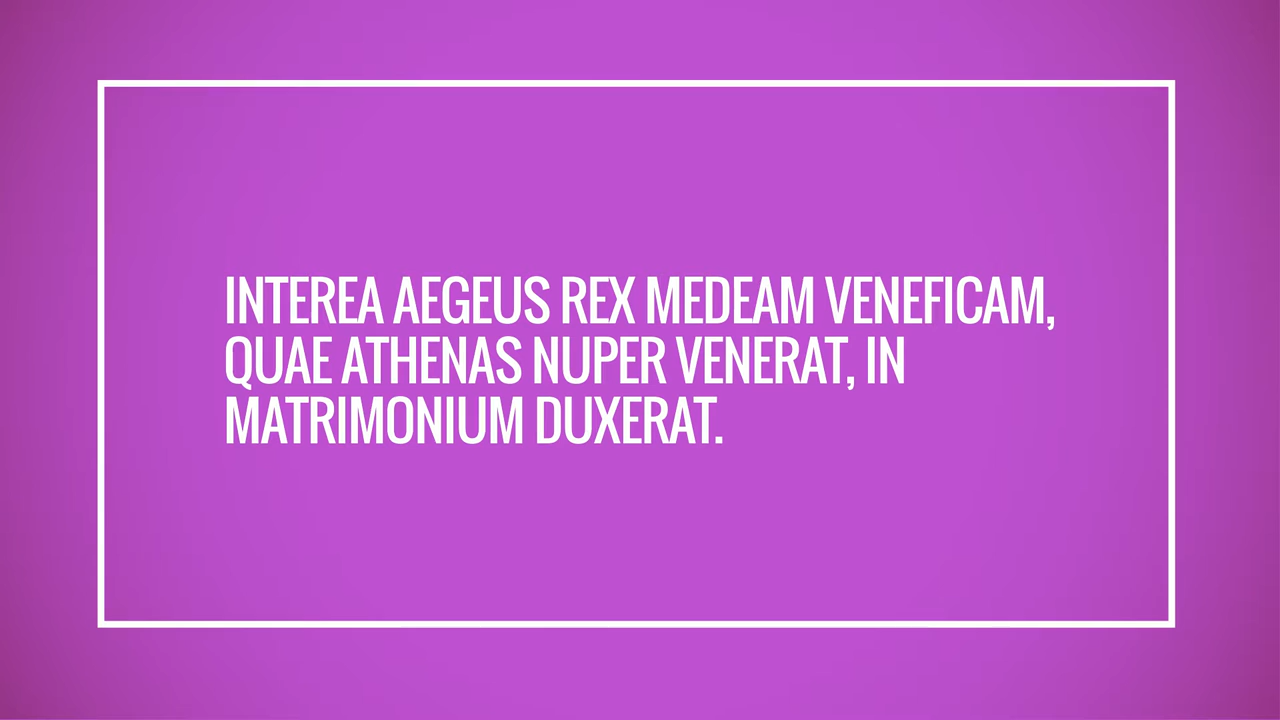 INTEREA AEGEUS REX MEDEAM VENEFICAM,
QUAE ATHENAS NUPER VENERAT, IN
MATRIMONIUM DUXERAT.